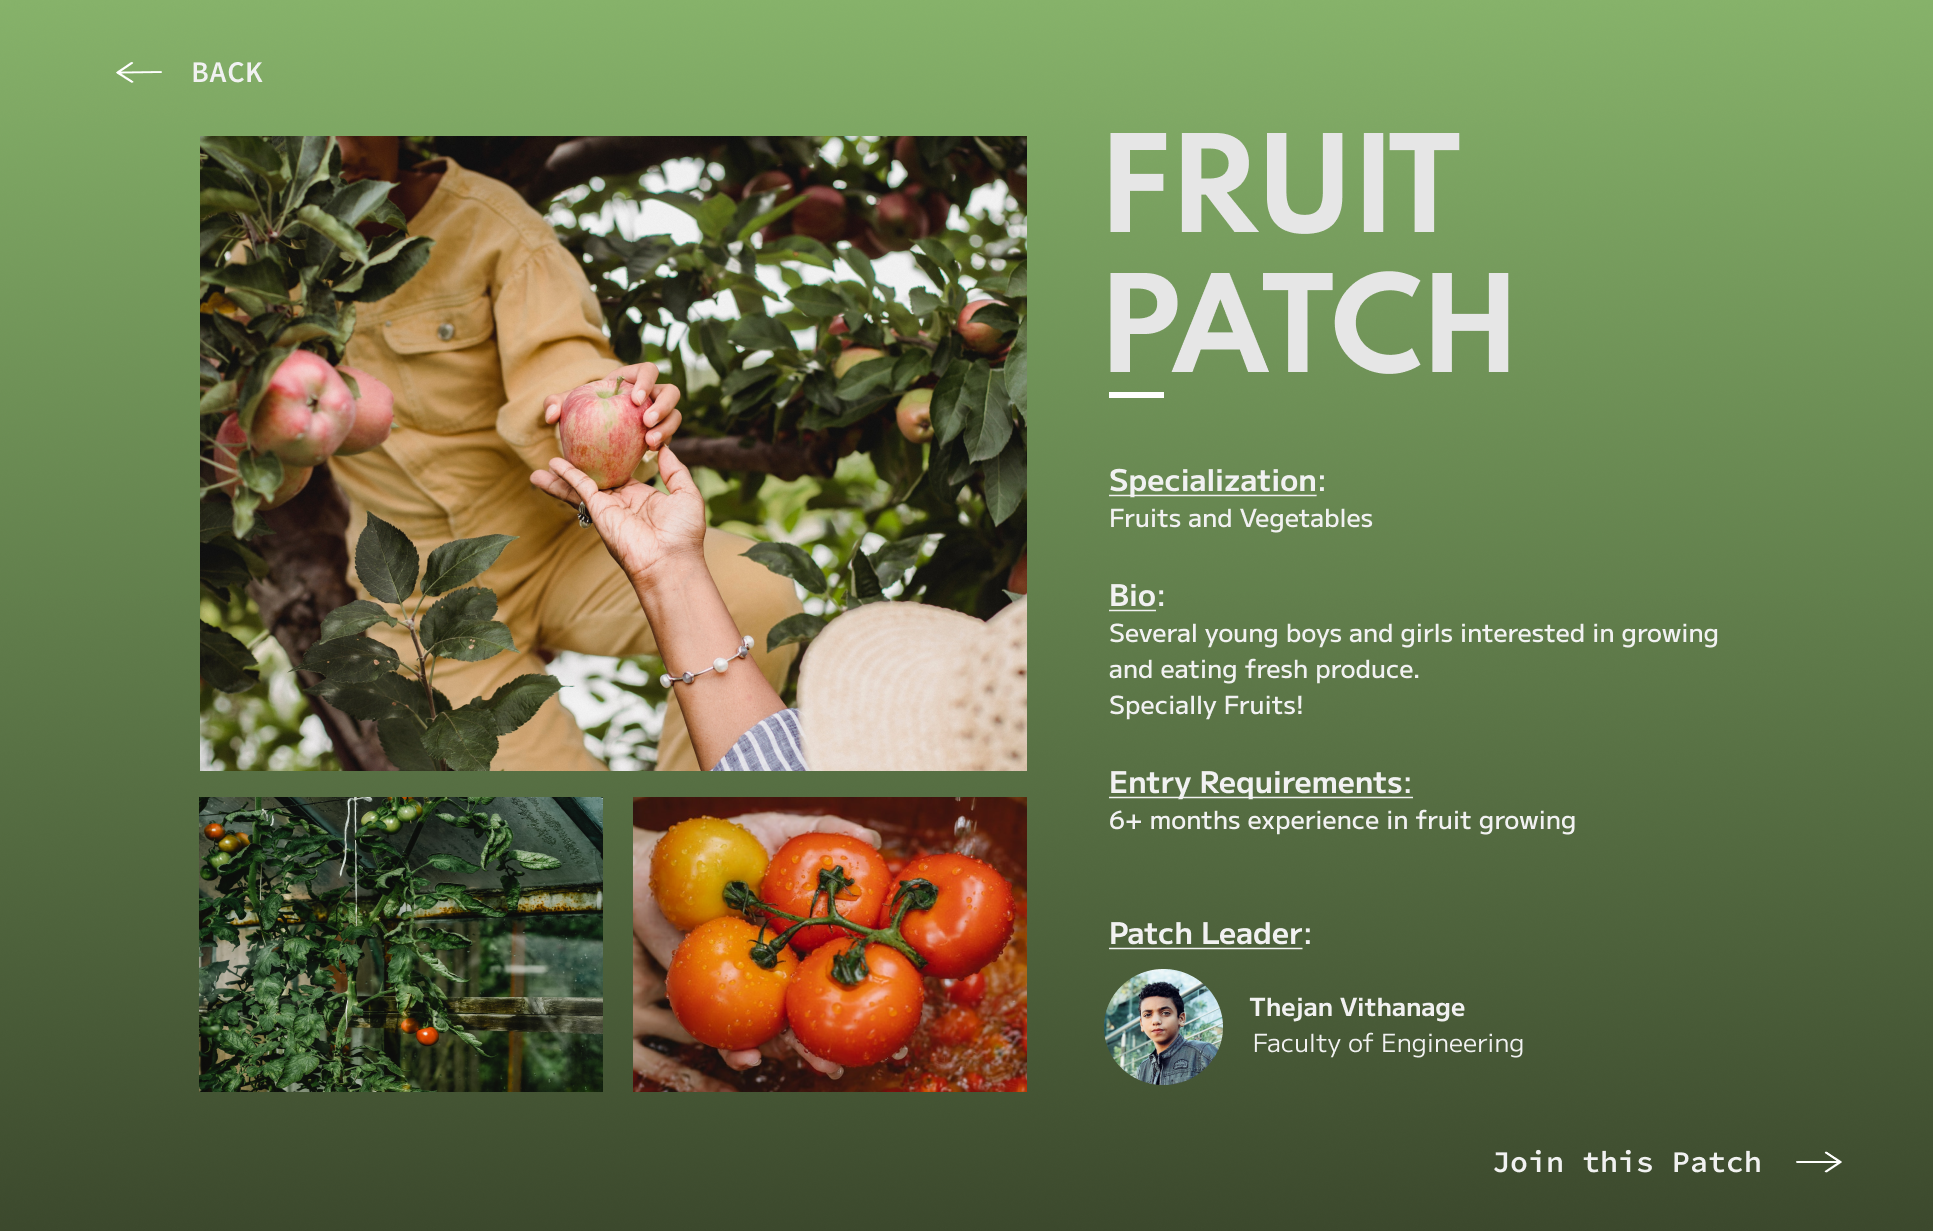 BACK
FRUIT
PATCH
Specialization:
Fruits and Vegetables
Bio:
Several young boys and girls interested in growing
and eating fresh produce.
Specially Fruits!
Entry Requirements:
6+ months experience in fruit growing
Patch Leader:
Thejan Vithanage
Faculty of Engineering
Join this Patch